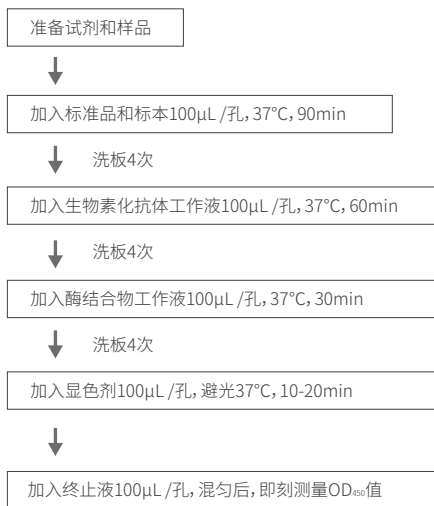 准备试剂和样品
加入标准品和标本100μL /孔, 37°C, 90min
洗板4次
加入生物素化抗体工作液100μL /孔, 37°C, 60min
洗板4次
加入酶结合物工作液100μL /孔, 37°C, 30min
洗板4次
加入显色剂100μL /孔, 避光37°C, 10-20min
加入终止液100μL /孔, 混匀后, 即刻测量OD₄₅₀值